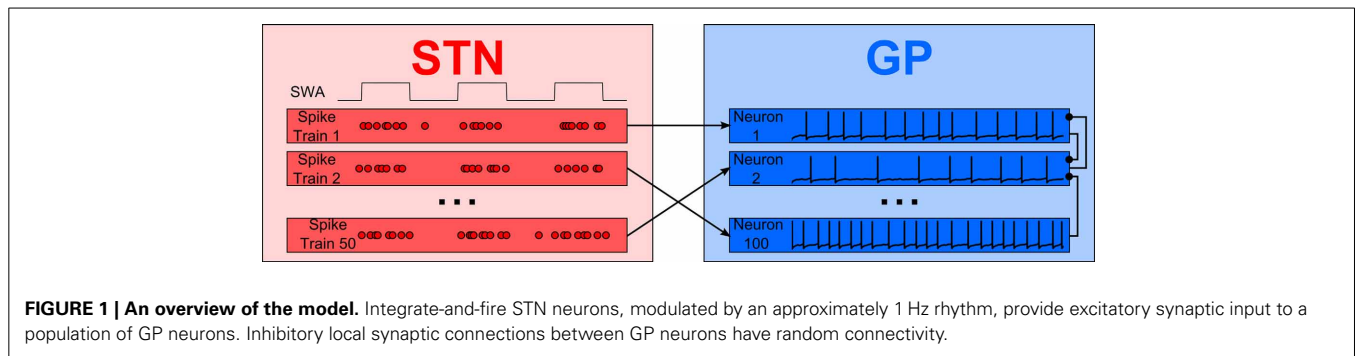 STN
GP
SWA
Spike
Train 1
Spike
Train 2
Spike
Train 50
Neuron
1
Neuron
2
Neuron
100
FIGURE 1 | An overview of the model. Integrate-and-fire STN neurons, modulated by an approximately 1 Hz rhythm, provide excitatory synaptic input to a
population of GP neurons. Inhibitory local synaptic connections between GP neurons have random connectivity.